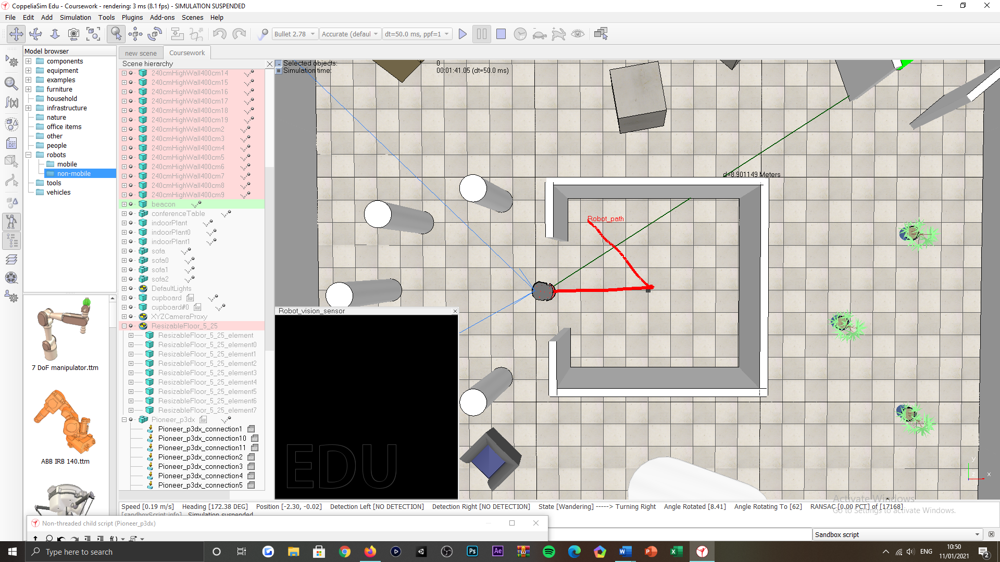 CoppeliaSim Edu - Coursework - rendering: 3 ms (8.1 fps) - SIMULATION SUSPENDED
File Edit Add Simulation Tools Plugins Add-ons Scenes Help
Bullet 2.78 Accurate (defaul dt=50.0 ms, ppf=1
Model browser
components
equipment
examples
furniture
household
infrastructure
nature
office items
other
people
robots
mobile
non-mobile
tools
vehicles
7 DoF manipulator.ttm
ABB IRB 140.ttm
new scene Coursework
Scene hierarchy
240cmHighWall400cm14
240cmHighWall400cm15
240cmHighWall400cm16
240cmHighWall400cm17
240cmHighWall400cm18
240cmHighWall400cm19
240cmHighWall400cm2
240cmHighWall400cm3
240cmHighWall400cm4
240cmHighWall400cm5
240cmHighWall400cm6
240cmHighWall400cm7
240cmHighWall400cm8
240cmHighWall400cm9
beacon
conferenceTable
indoorPlant
indoorPlant0
indoorPlant1
sofa
sofa0
sofa1
sofa2
DefaultLights
cupboard
cupboard#0
XYZCameraProxy
ResizableFloor_5_25
ResizableFloor_5_25_element
ResizableFloor_5_25_element0
ResizableFloor_5_25_element1
ResizableFloor_5_25_element2
ResizableFloor_5_25_element3
ResizableFloor_5_25_element4
ResizableFloor_5_25_element5
ResizableFloor_5_25_element6
ResizableFloor_5_25_element7
Pioneer_p3dx
Pioneer_p3dx_connection1
Pioneer_p3dx_connection10
Pioneer_p3dx_connection11
Pioneer_p3dx_connection2
Pioneer_p3dx_connection3
Pioneer_p3dx_connection4
Pioneer_p3dx_connection5
Selected objects: 0
Simulation time: 00:01:41.05 (dt=50.0 ms)
d=8.901149 Meters
Robot_path
Robot_vision_sensor
EDU
y
z x
Activate Windows
Go to Settings to activate Windows.
Speed [0.19 m/s] Heading [172.38 DEG] Position [-2.30, -0.02] Detection Left [NO DETECTION] Detection Right [NO DETECTION] State [Wandering] -----> Turning Right Angle Rotated [8.41] Angle Rotating To [62] RANSAC [0.00 PCT] of [17168]
[sandboxScript:info] Simulation suspended
Non-threaded child script (Pioneer_p3dx)
f()
Sandbox script
Type here to search
Ps Ae
ENG
10:50
11/01/2021
2